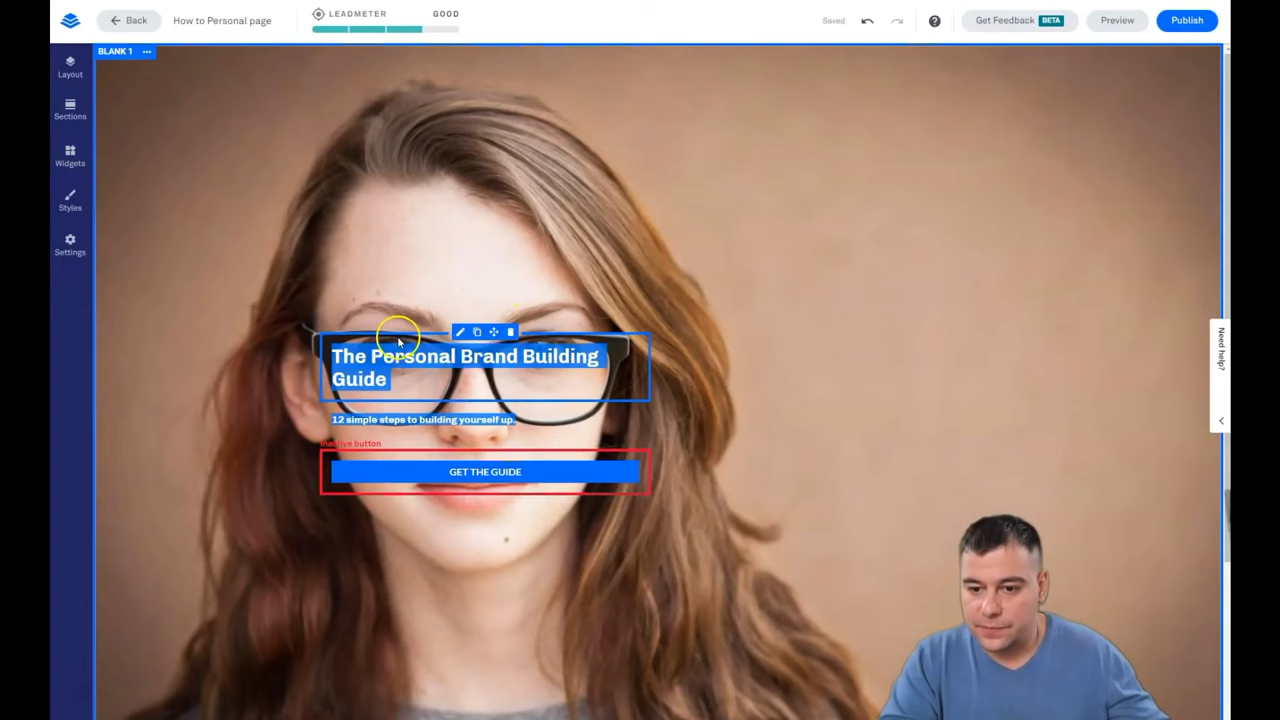 Back
How to Personal page
LEADMETER
GOOD
Saved
Get Feedback BETA
Preview
Publish
BLANK 1
Layout
Sections
Widgets
Styles
Settings
The Personal Brand Building
Guide
12 simple steps to building yourself up.
Inactive button
GET THE GUIDE
Need help?